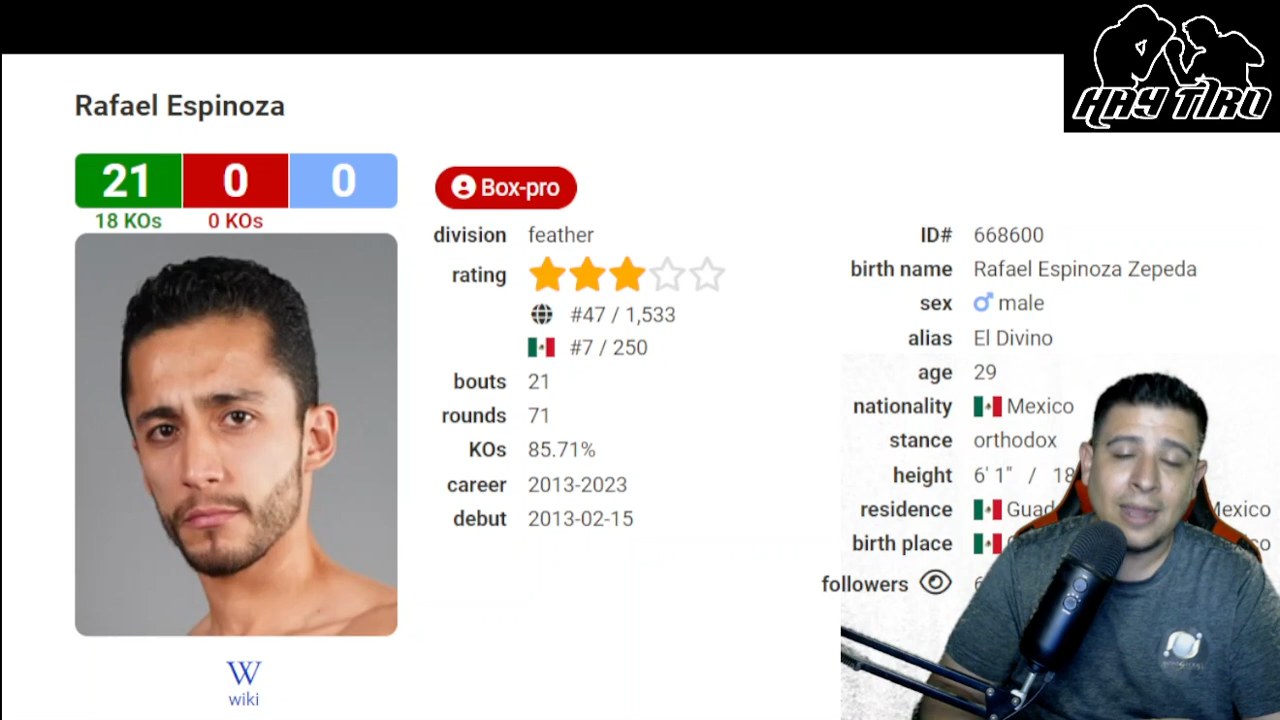 HAY TIRO
Rafael Espinoza
21 0 0
18 KOs 0 KOs
Box-pro
division feather
rating
#47 / 1,533
#7 / 250
bouts 21
rounds 71
KOs 85.71%
career 2013-2023
debut 2013-02-15
ID# 668600
birth name Rafael Espinoza Zepeda
sex male
alias El Divino
age 29
nationality Mexico
stance orthodox
height 6' 1" / 18
residence Guad Mexico
birth place
followers
W
wiki